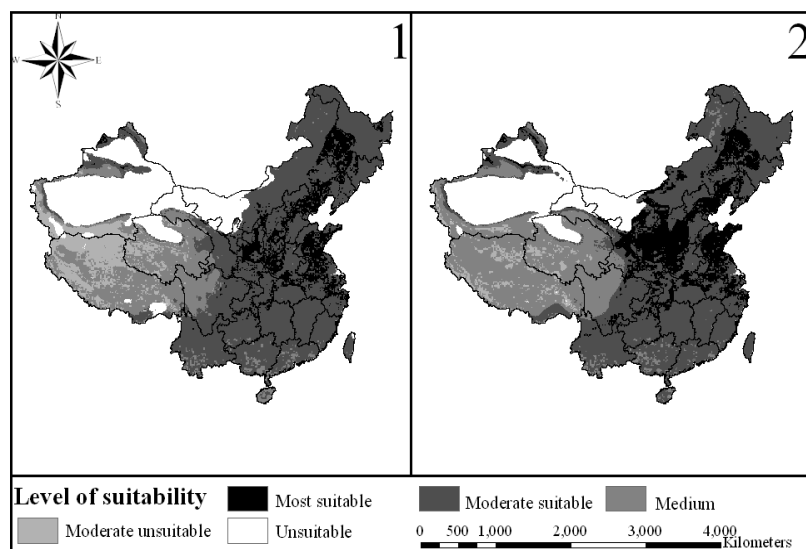 N
W E
S
1
2
Level of suitability
Most suitable
Moderate suitable
Medium
Moderate unsuitable
Unsuitable
0 500 1,000 2,000 3,000 4,000
Kilometers